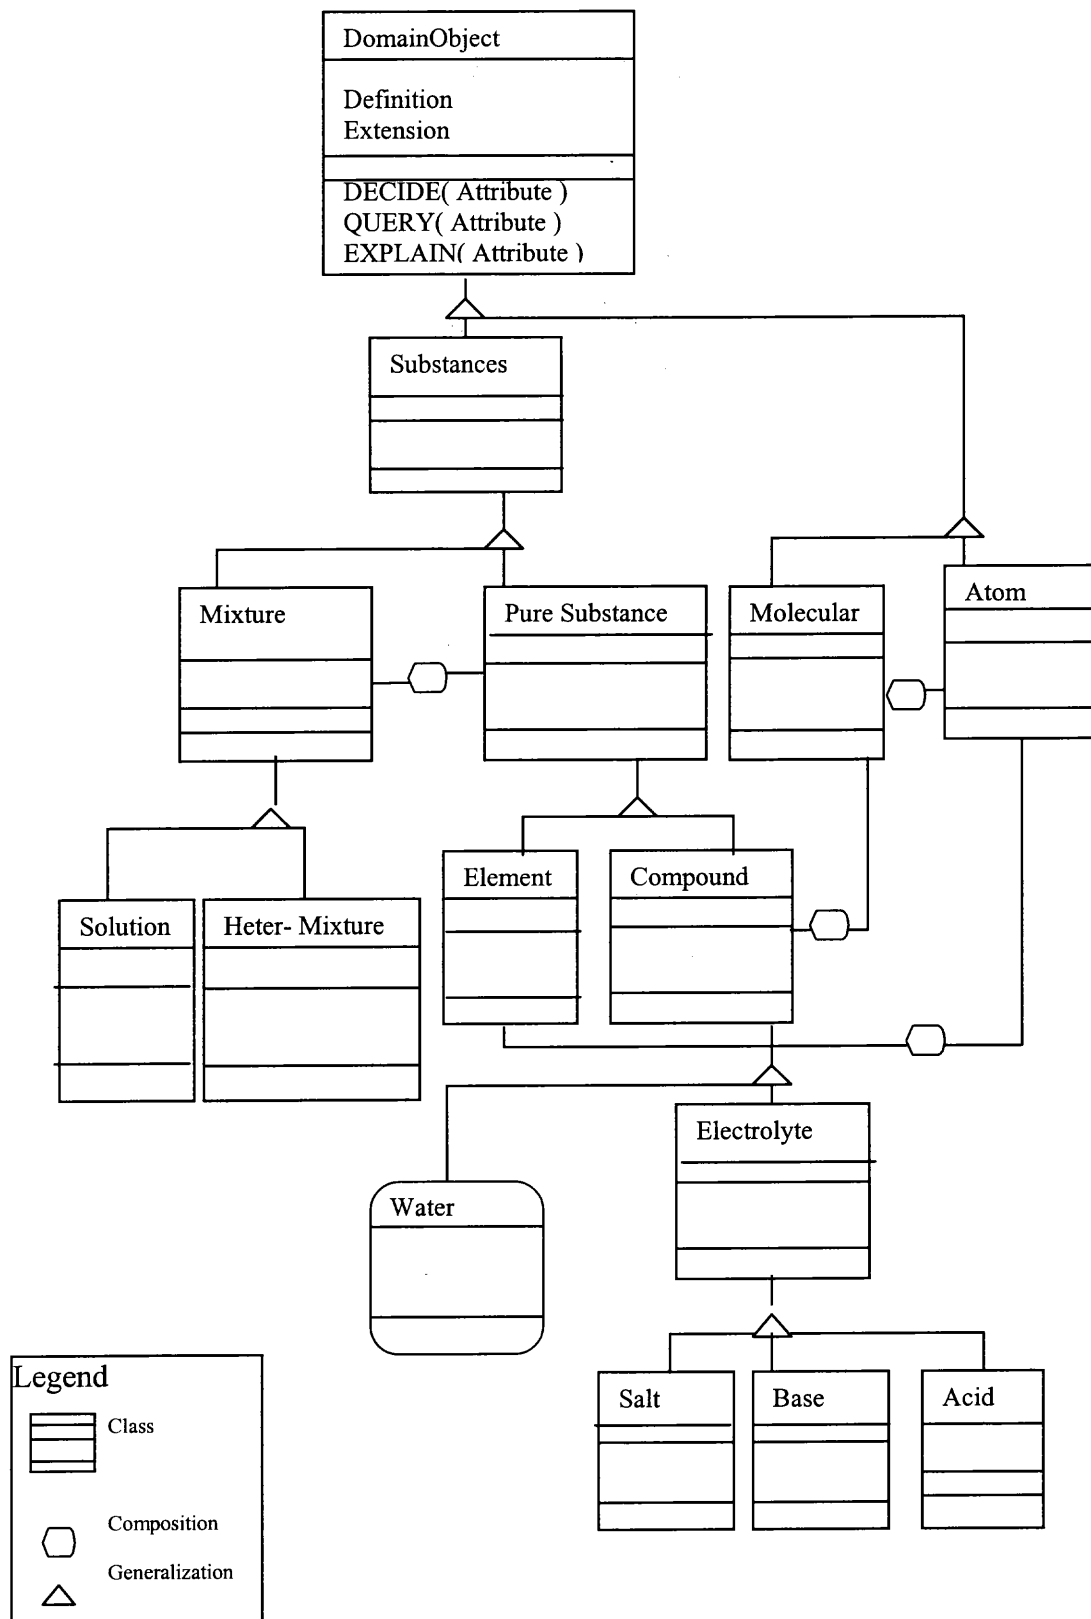 DomainObject
Definition
Extension
DECIDE( Attribute )
QUERY( Attribute )
EXPLAIN( Attribute )
Substances
Mixture
Pure Substance
Molecular
Atom
Element
Compound
Solution
Heter- Mixture
Electrolyte
Water
Salt
Base
Acid
Legend
Class
Composition
Generalization